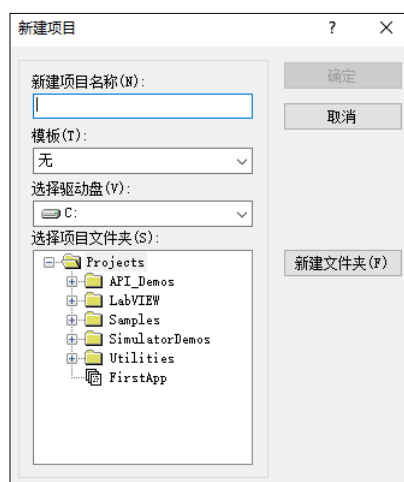 新建项目
?
×
新建项目名称(N):
确定
取消
模板(T):
无
选择驱动盘(V):
C:
选择项目文件夹(S):
新建文件夹(F)
Projects
API_Demos
LabVIEW
Samples
SimulatorDemos
Utilities
FirstApp